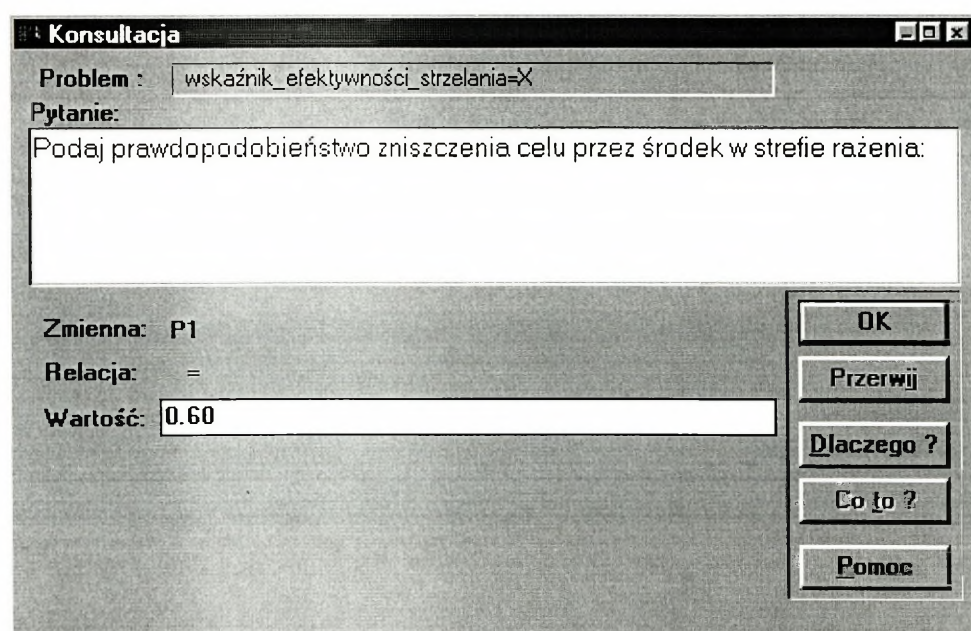 Konsultacja
Problem : wskaźnik_efektywności_strzelania=X
Pytanie:
Podaj prawdopodobieństwo zniszczenia celu przez środek w strefie rażenia:
Zmienna: P1
Relacja: =
Wartość: 0.60
OK
Przerwij
Dlaczego ?
Co to ?
Pomoc